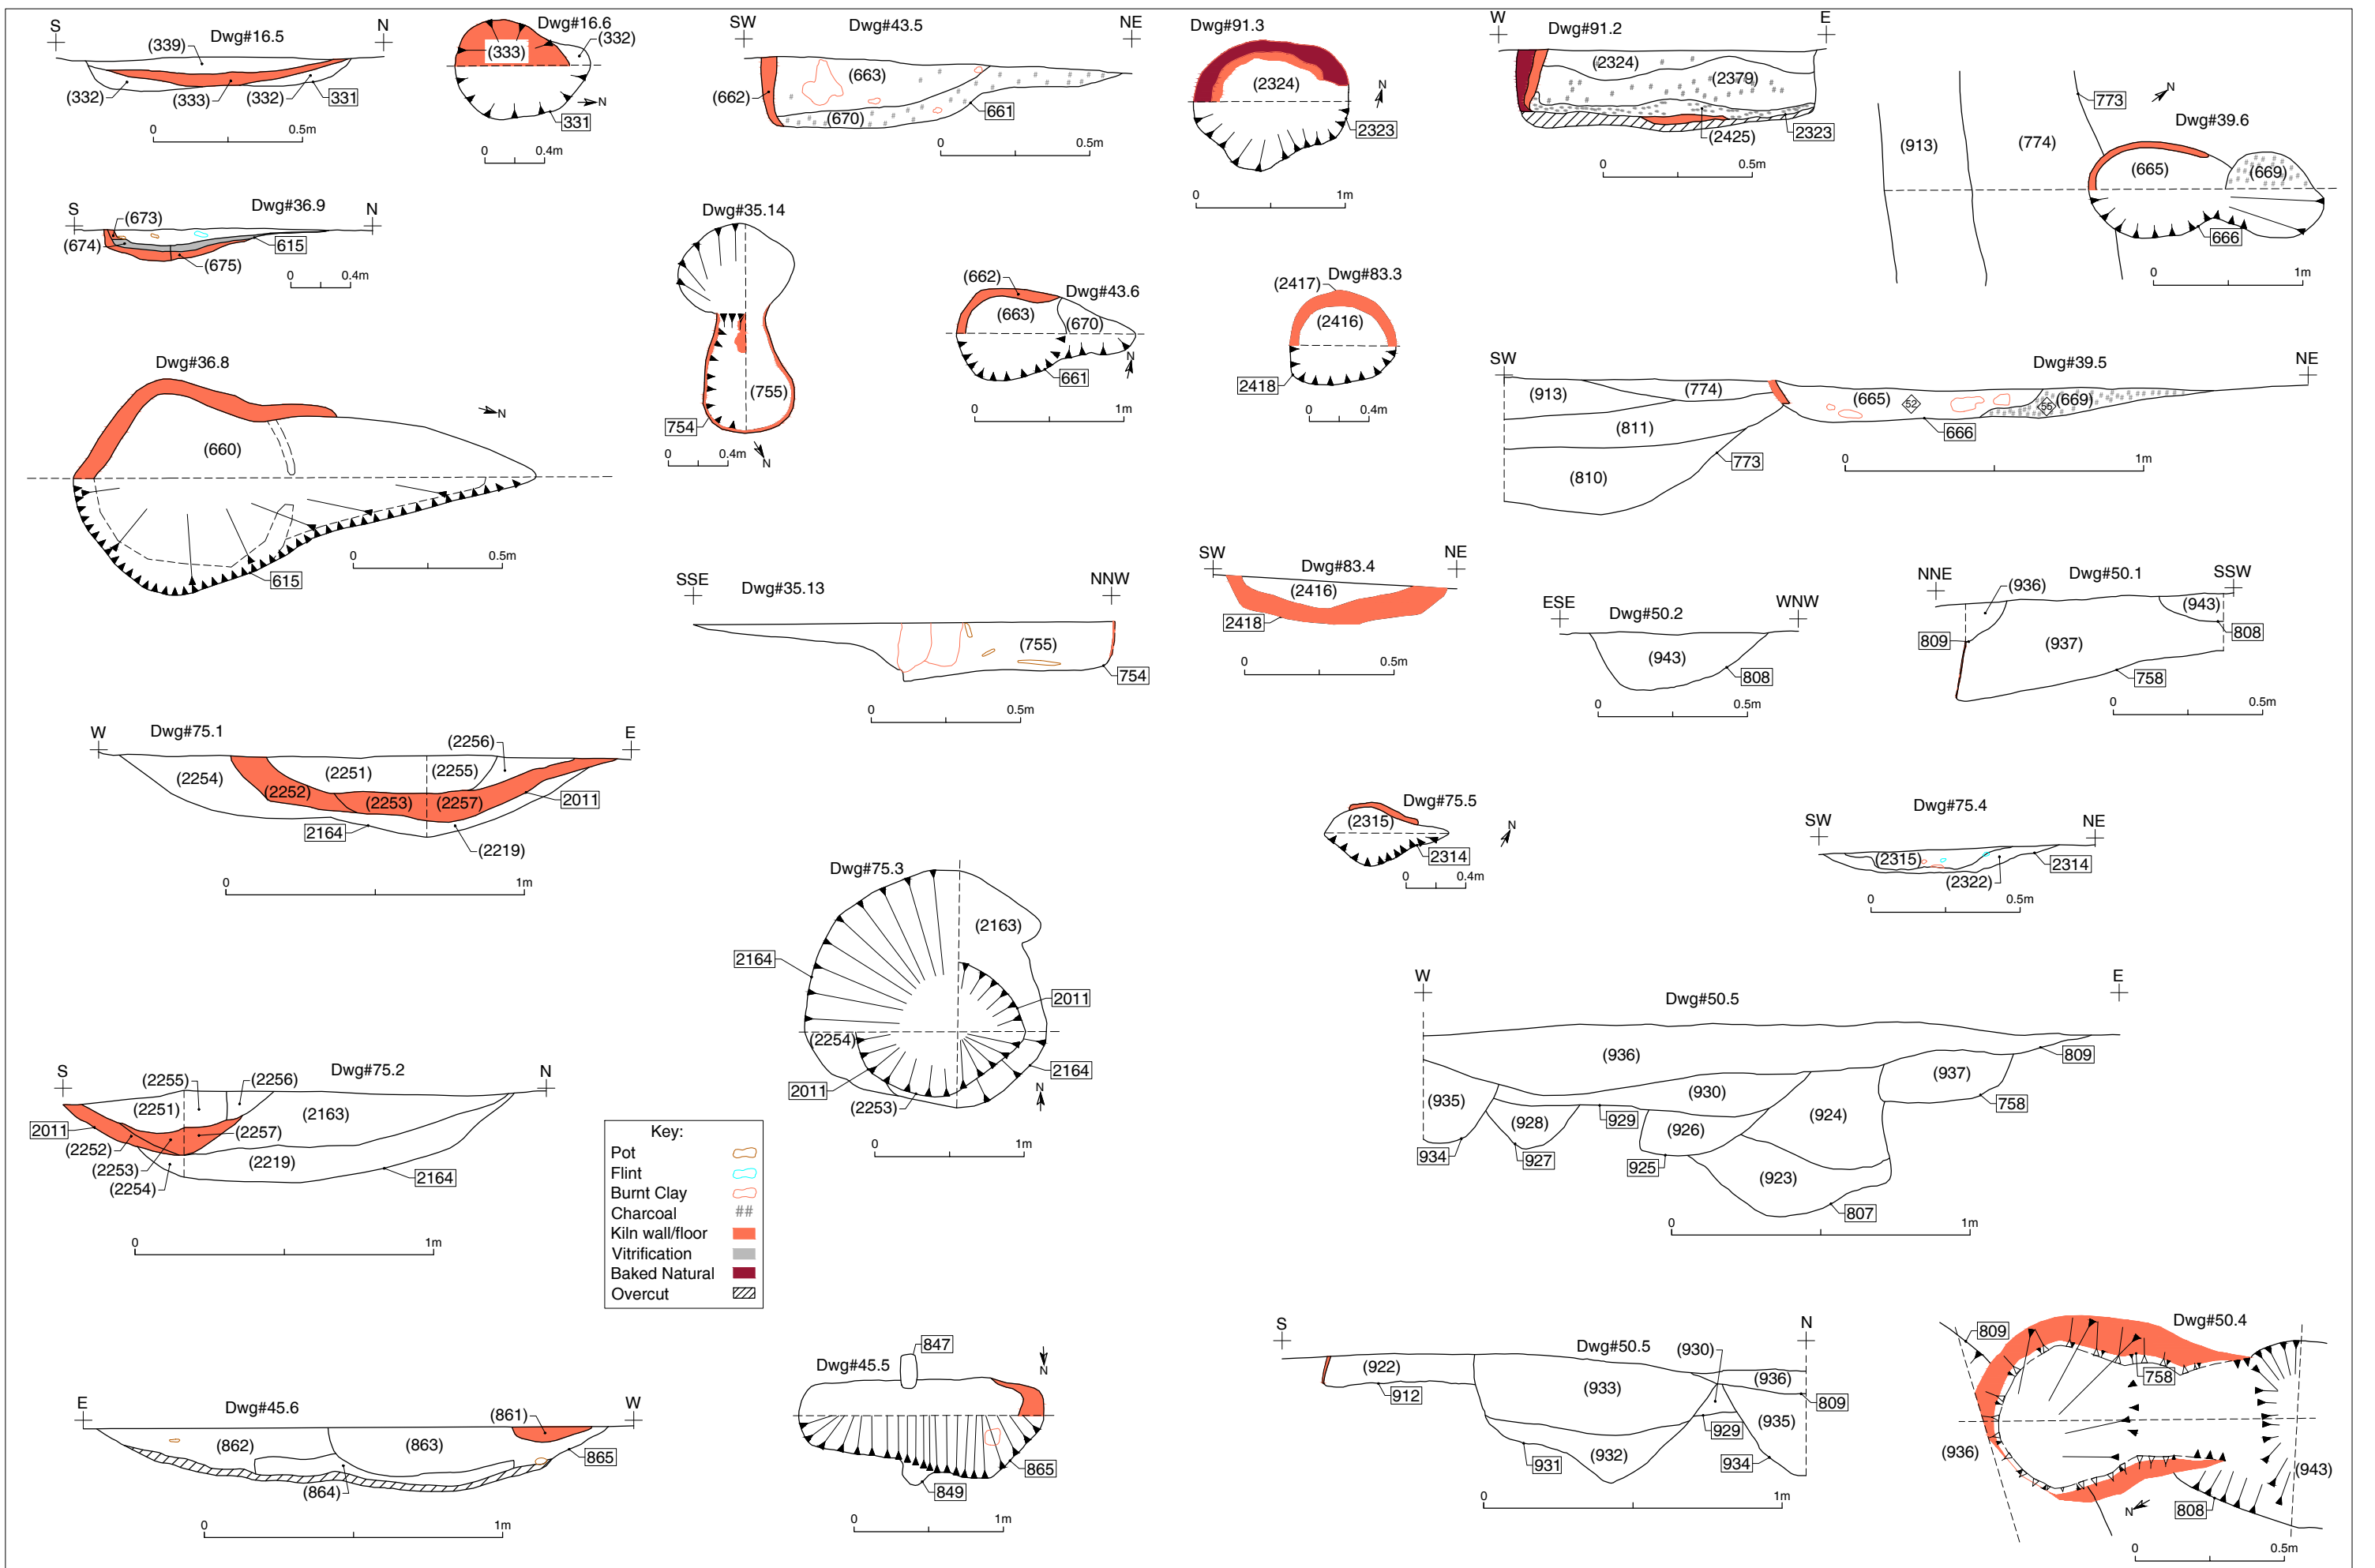 Dwg#16.5
S
N
(339)
(332)
(333)
(332)
331
0
0.5m
Dwg#16.6
(333)
(332)
N
331
0
0.4m
Dwg#43.5
SW
NE
(663)
(662)
(670)
661
0
0.5m
Dwg#91.3
(2324)
N
2323
0
1m
Dwg#91.2
W
E
(2324)
(2379)
(2425)
2323
0
0.5m
773
N
Dwg#39.6
(913)
(774)
(665)
(669)
666
0
1m
Dwg#36.9
S
N
(673)
(674)
615
(675)
0
0.4m
Dwg#35.14
(755)
754
N
0
0.4m
Dwg#43.6
(662)
(663)
(670)
N
661
0
1m
Dwg#83.3
(2417)
(2416)
2418
0
0.4m
Dwg#36.8
N
(660)
615
0
0.5m
Dwg#39.5
SW
NE
(913)
(774)
(665)
52
55
(669)
(811)
666
773
(810)
0
1m
Dwg#35.13
SSE
NNW
(755)
754
0
0.5m
Dwg#83.4
SW
NE
(2416)
2418
0
0.5m
Dwg#50.2
ESE
WNW
(943)
808
0
0.5m
Dwg#50.1
NNE
SSW
(936)
(943)
808
809
(937)
758
0
0.5m
Dwg#75.1
W
E
(2256)
(2254)
(2251)
(2255)
(2252)
(2253)
(2257)
2011
2164
(2219)
0
1m
Dwg#75.5
(2315)
N
2314
0
0.4m
Dwg#75.4
SW
NE
(2315)
2314
(2322)
0
0.5m
Dwg#75.3
(2163)
2164
2011
(2254)
2164
2011
N
(2253)
0
1m
Dwg#50.5
W
E
(936)
809
(930)
(937)
(935)
758
(924)
(928)
929
(926)
934
927
925
(923)
807
0
1m
Dwg#75.2
S
N
(2255)
(2256)
(2251)
(2163)
2011
(2257)
(2252)
(2253)
(2219)
(2254)
2164
0
1m
Key:
Pot
Flint
Burnt Clay
Charcoal ##
Kiln wall/floor
Vitrification
Baked Natural
Overcut
Dwg#45.6
E
W
(861)
(862)
(863)
865
(864)
0
1m
Dwg#45.5
847
N
865
849
0
1m
Dwg#50.5
S
N
(930)
(922)
(936)
912
(933)
809
929
(935)
(932)
931
934
0
1m
Dwg#50.4
809
758
(936)
(943)
N
808
0
0.5m